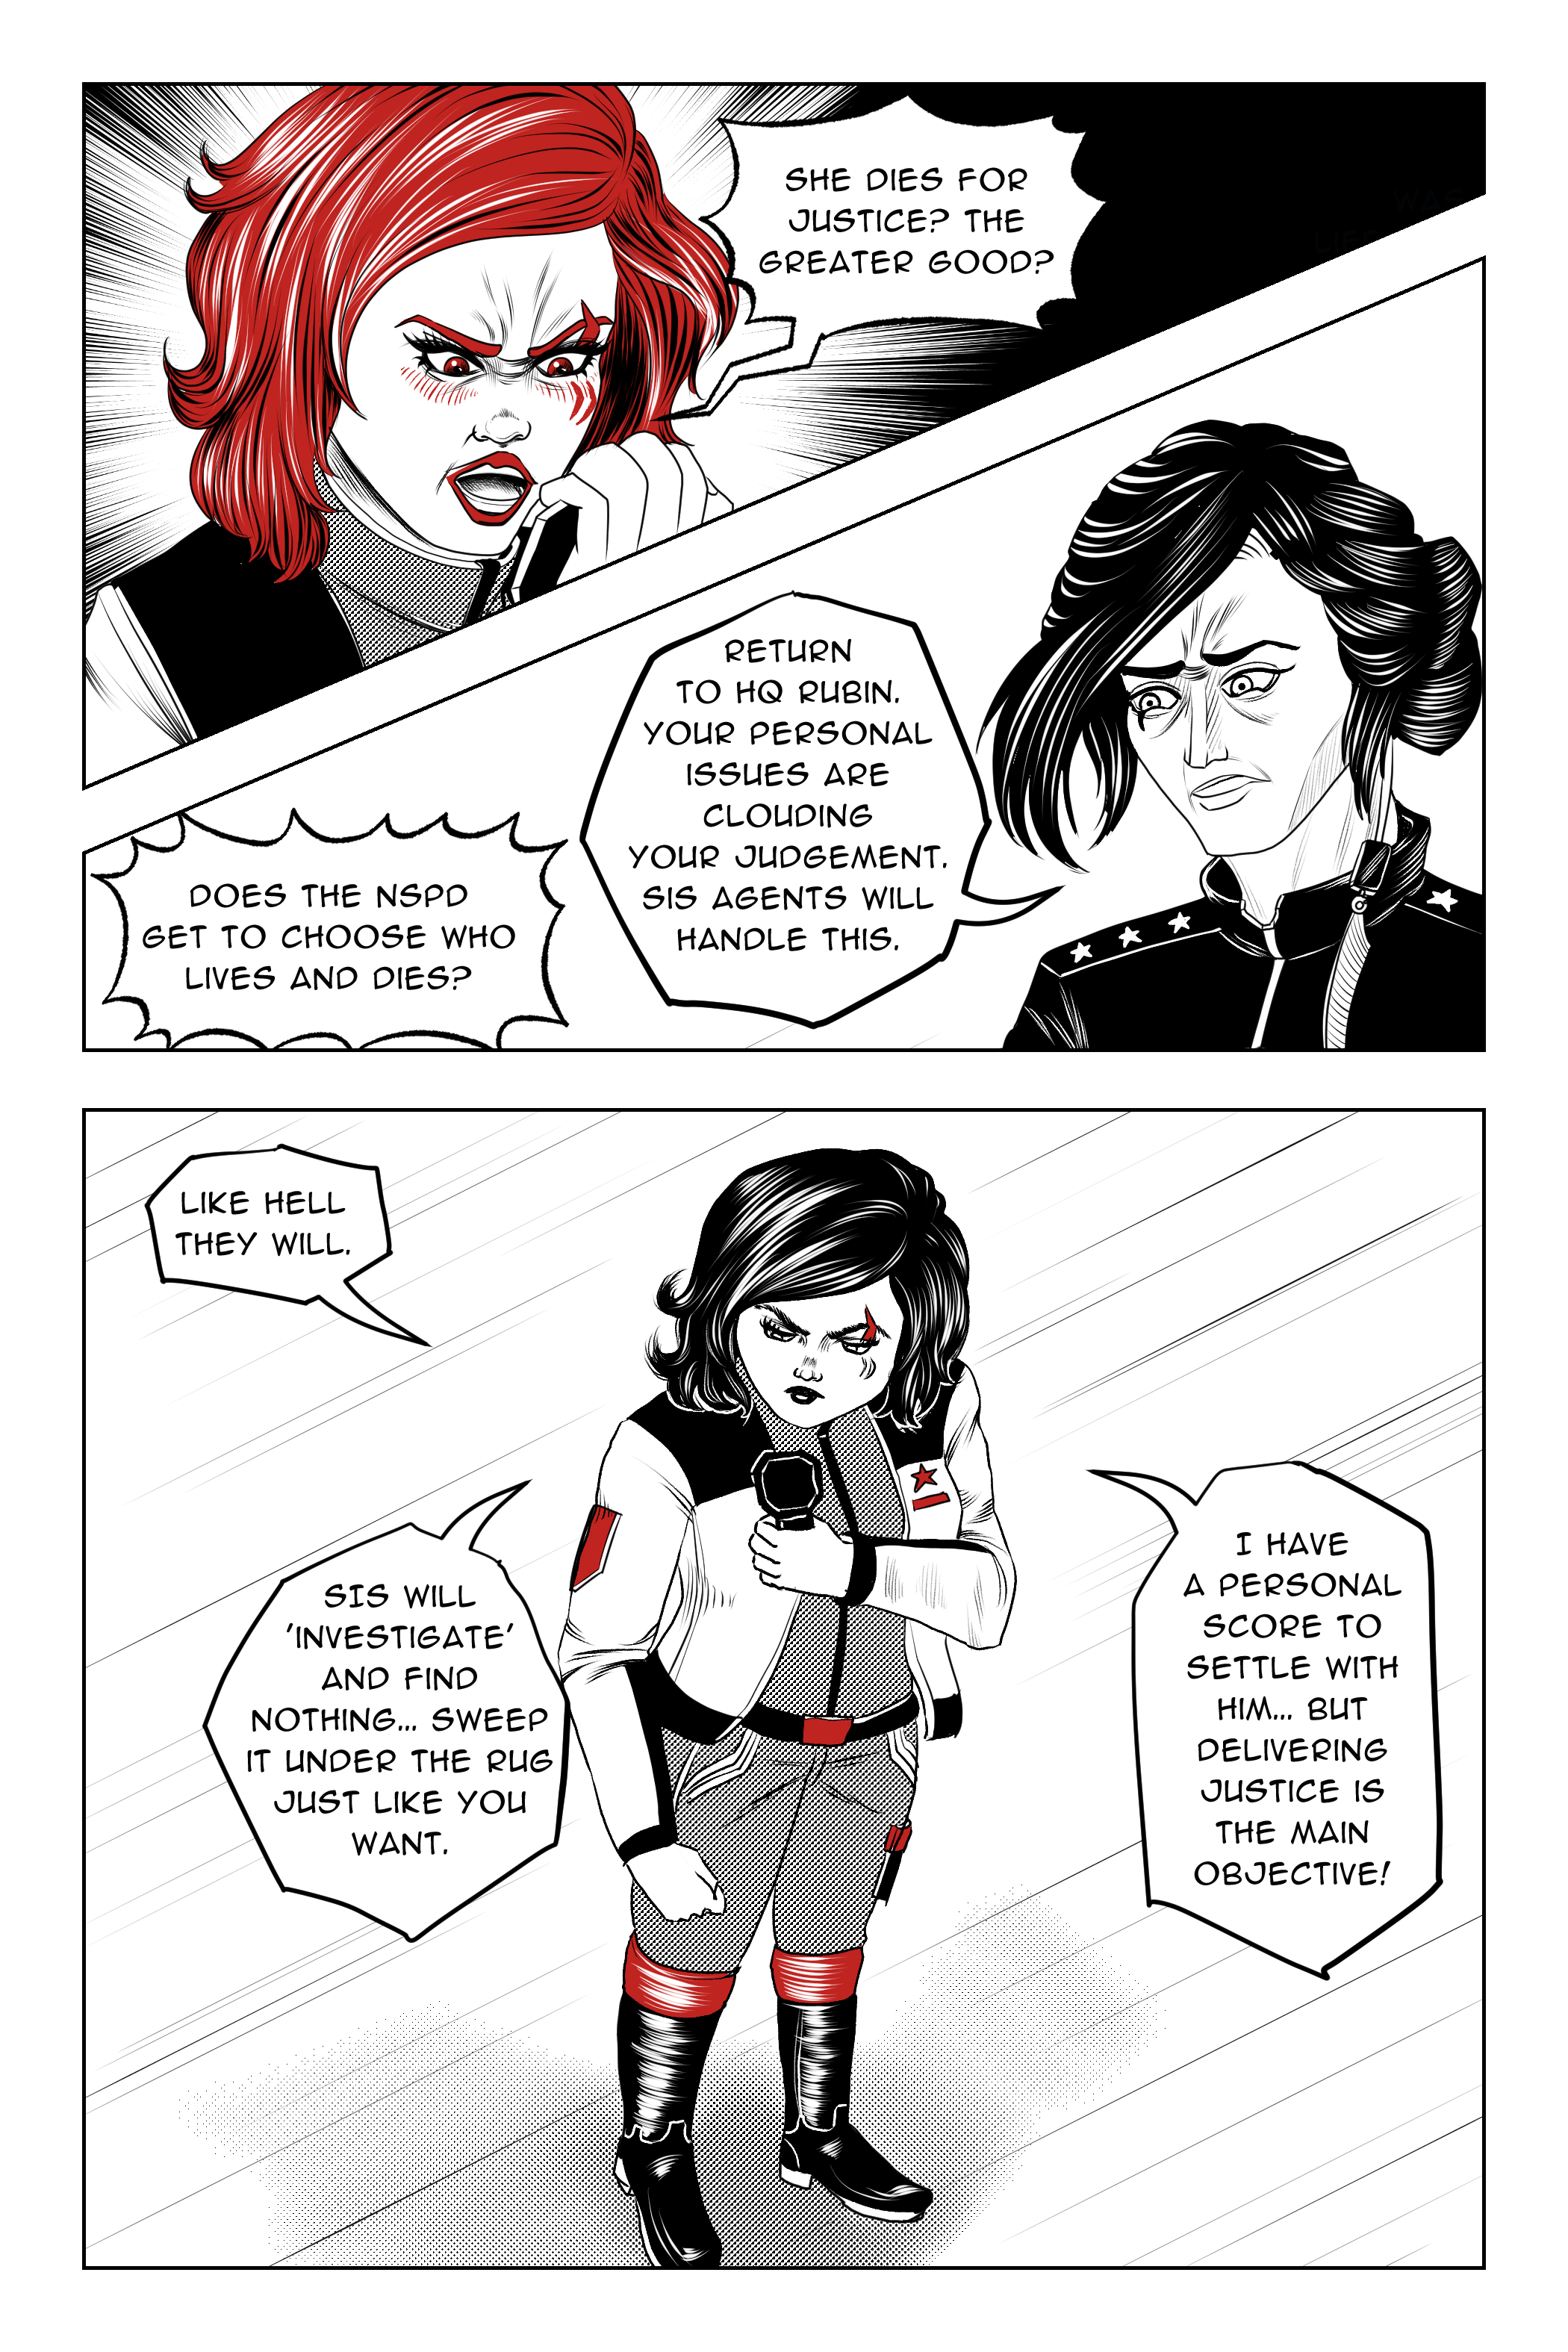 SHE DIES FOR
JUSTICE? THE
GREATER GOOD?
RETURN
TO HQ RUBIN.
YOUR PERSONAL
ISSUES ARE
CLOUDING
YOUR JUDGEMENT.
SIS AGENTS WILL
HANDLE THIS.
DOES THE NSPD
GET TO CHOOSE WHO
LIVES AND DIES?
LIKE HELL
THEY WILL.
SIS WILL
'INVESTIGATE'
AND FIND
NOTHING... SWEEP
IT UNDER THE RUG
JUST LIKE YOU
WANT.
I HAVE
A PERSONAL
SCORE TO
SETTLE WITH
HIM... BUT
DELIVERING
JUSTICE IS
THE MAIN
OBJECTIVE!